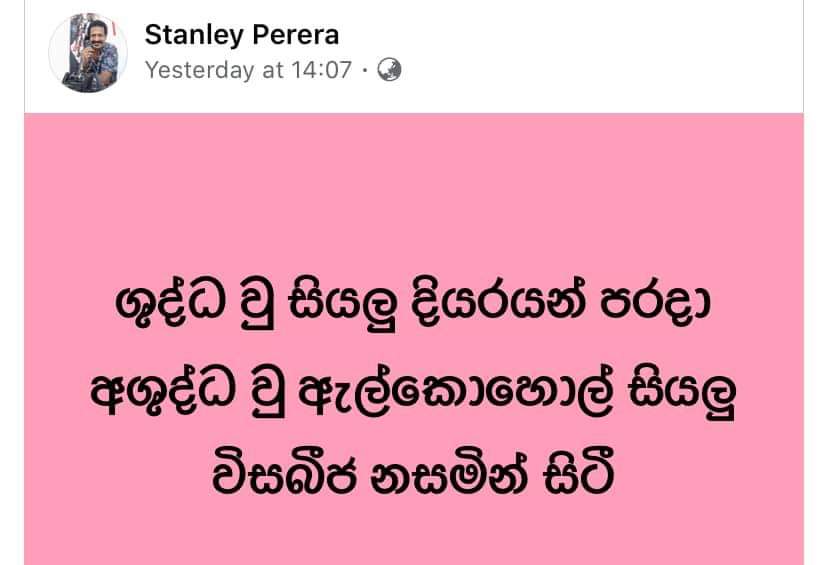 Stanley Perera
Yesterday at 14:07 ·
ශුද්ධ වු සියලු දියරයන් පරදා
අශුද්ධ වු ඇල්කොහොල් සියලු
විසබීජ නසමින් සිටී